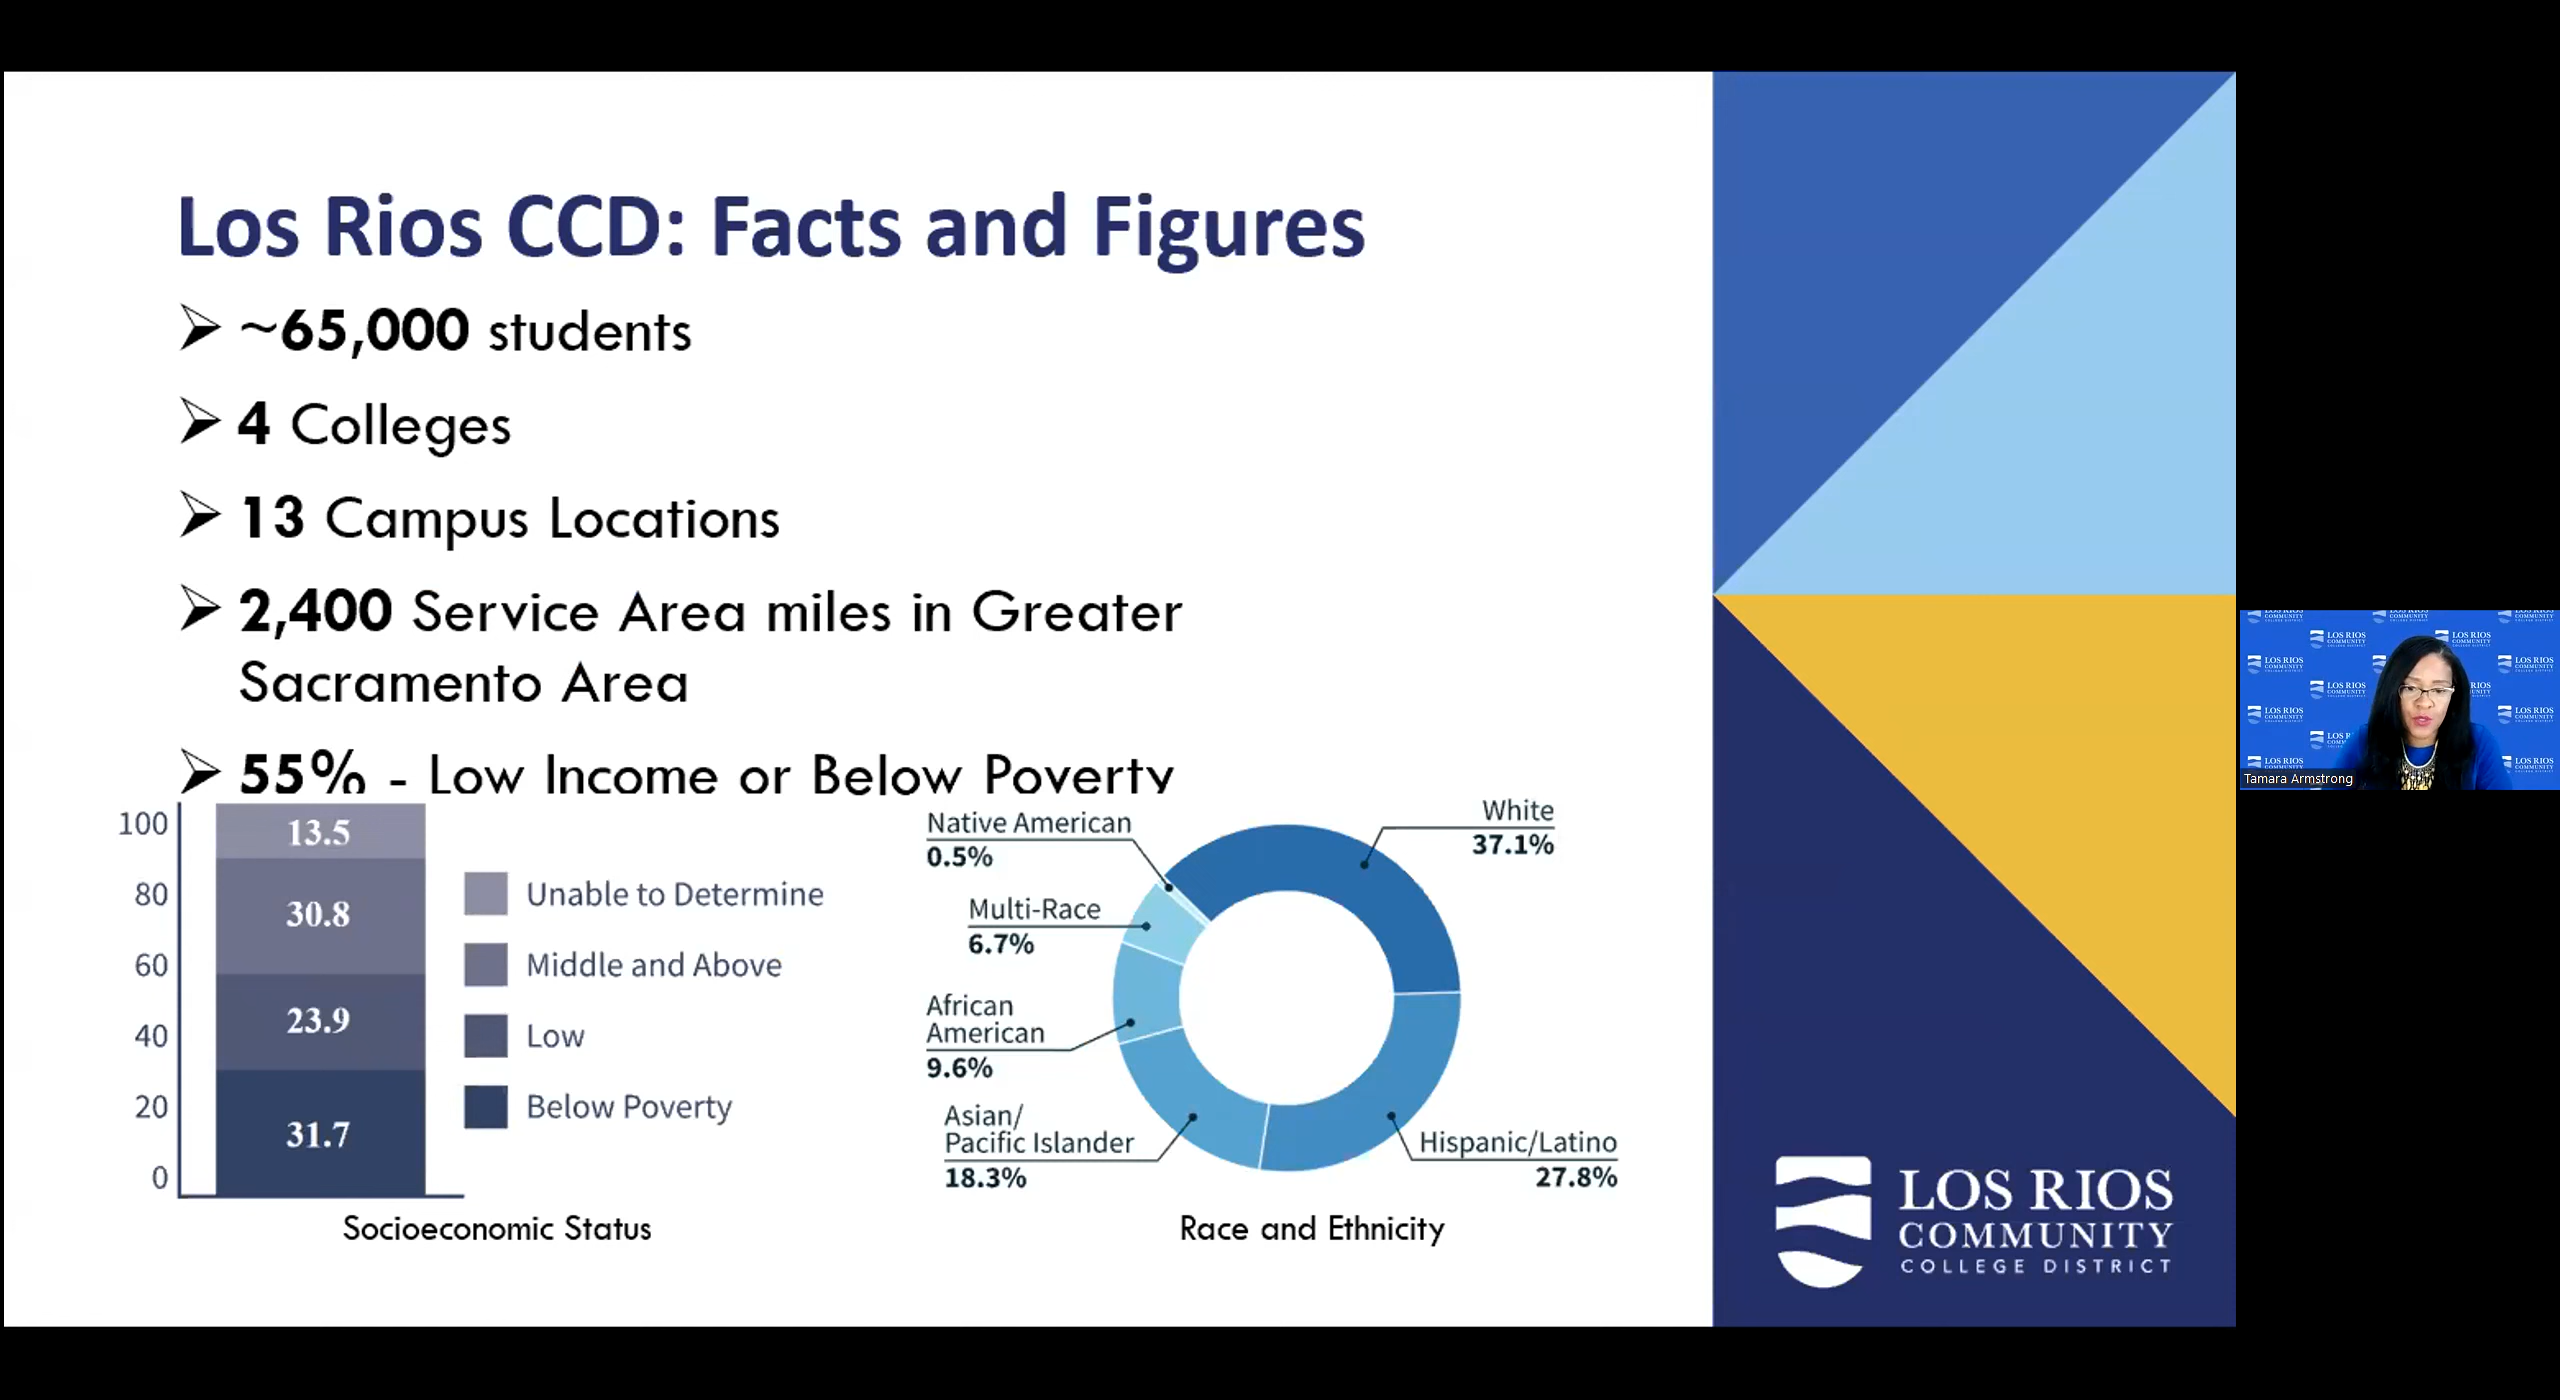 Los Rios CCD: Facts and Figures
~65,000 students
4 Colleges
13 Campus Locations
2,400 Service Area miles in Greater
Sacramento Area
55% - Low Income or Below Poverty
100
80
60
40
20
0
13.5
30.8
23.9
31.7
Unable to Determine
Middle and Above
Low
Below Poverty
Socioeconomic Status
Native American
0.5%
Multi-Race
6.7%
African
American
9.6%
Asian/
Pacific Islander
18.3%
White
37.1%
Hispanic/Latino
27.8%
Race and Ethnicity
LOS RIOS
COMMUNITY
COLLEGE DISTRICT
Tamara Armstrong